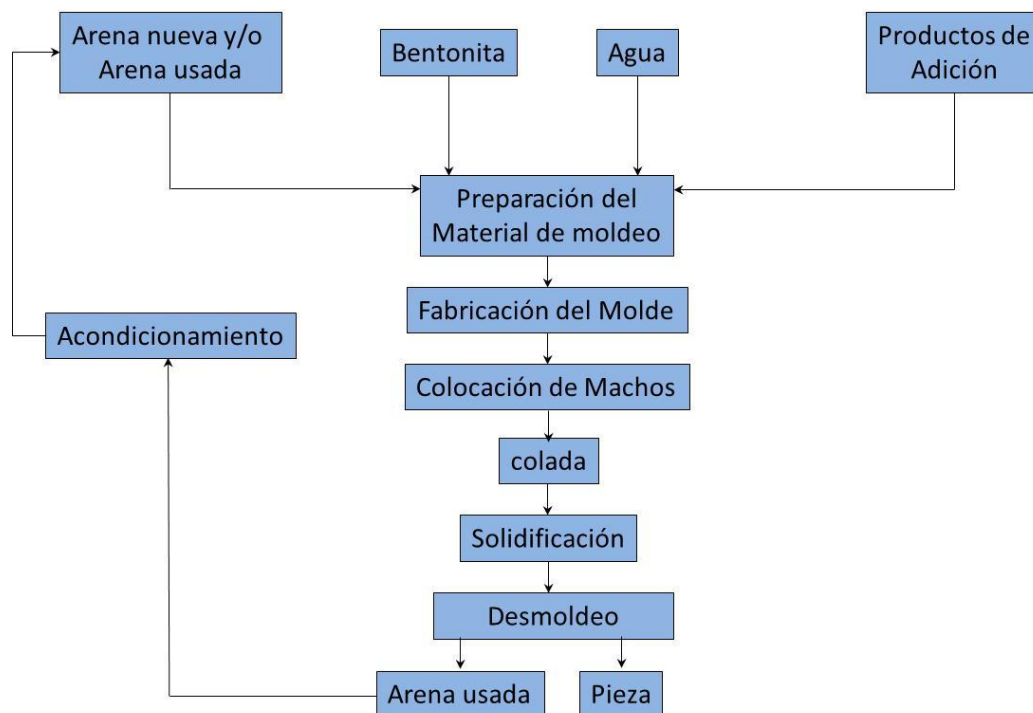 Arena nueva y/o
Arena usada
Bentonita
Agua
Productos de
Adición
Preparación del
Material de moldeo
Fabricación del Molde
Acondicionamiento
Colocación de Machos
colada
Solidificación
Desmoldeo
Arena usada
Pieza